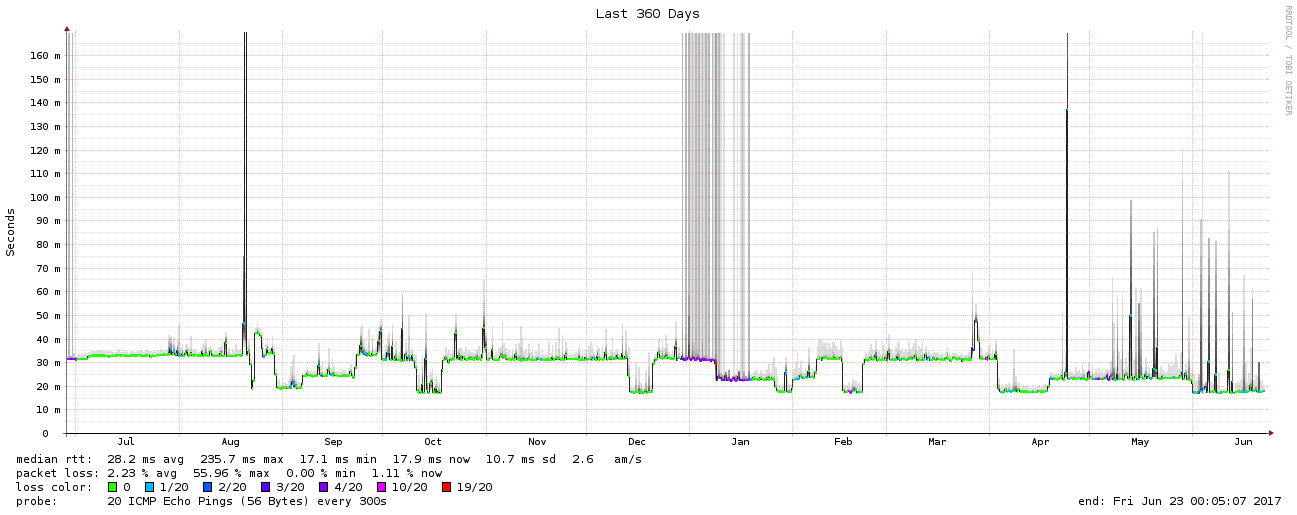 Last 360 Days
RRDTOOL / TOBI OETIKER
Seconds
160 m
150 m
140 m
130 m
120 m
110 m
100 m
90 m
80 m
70 m
60 m
50 m
40 m
30 m
20 m
10 m
0
Jul Aug Sep Oct Nov Dec Jan Feb Mar Apr May Jun
median rtt: 28.2 ms avg 235.7 ms max 17.1 ms min 17.9 ms now 10.7 ms sd 2.6 am/s
packet loss: 2.23 % avg 55.96 % max 0.00 % min 1.11 % now
loss color: 0 1/20 2/20 3/20 4/20 10/20 19/20
probe: 20 ICMP Echo Pings (56 Bytes) every 300s end: Fri Jun 23 00:05:07 2017